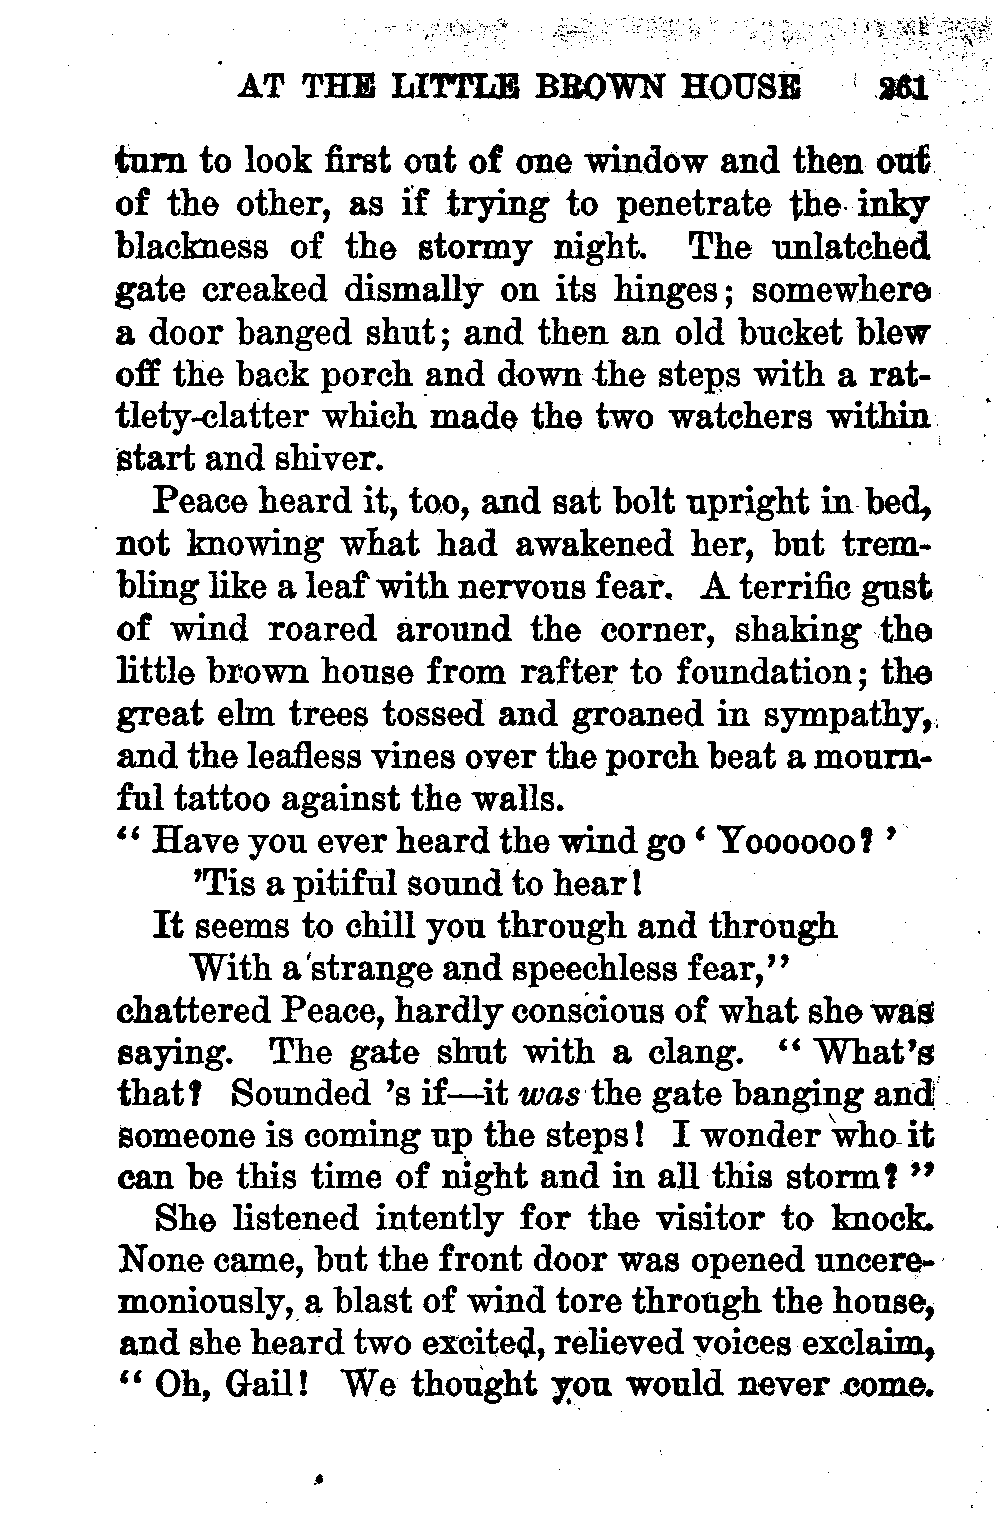 AT THE LITTLE BROWN HOUSE 261
turn to look first out of one window and then out
of the other, as if trying to penetrate the inky
blackness of the stormy night. The unlatched
gate creaked dismally on its hinges; somewhere
a door banged shut; and then an old bucket blew
off the back porch and down the steps with a rat-
tlety-clatter which made the two watchers within
start and shiver.
Peace heard it, too, and sat bolt upright in bed,
not knowing what had awakened her, but trem-
bling like a leaf with nervous fear. A terrific gust
of wind roared around the corner, shaking the
little brown house from rafter to foundation; the
great elm trees tossed and groaned in sympathy,
and the leafless vines over the porch beat a mourn-
ful tattoo against the walls.
“ Have you ever heard the wind go ‘ Yoooooo? ’
’Tis a pitiful sound to hear!
It seems to chill you through and through
With a strange and speechless fear,”
chattered Peace, hardly conscious of what she was
saying. The gate shut with a clang. “ What’s
that? Sounded ’s if—it was the gate banging and
someone is coming up the steps! I wonder who it
can be this time of night and in all this storm? ”
She listened intently for the visitor to knock.
None came, but the front door was opened uncere-
moniously, a blast of wind tore through the house,
and she heard two excited, relieved voices exclaim,
“ Oh, Gail! We thought you would never come.